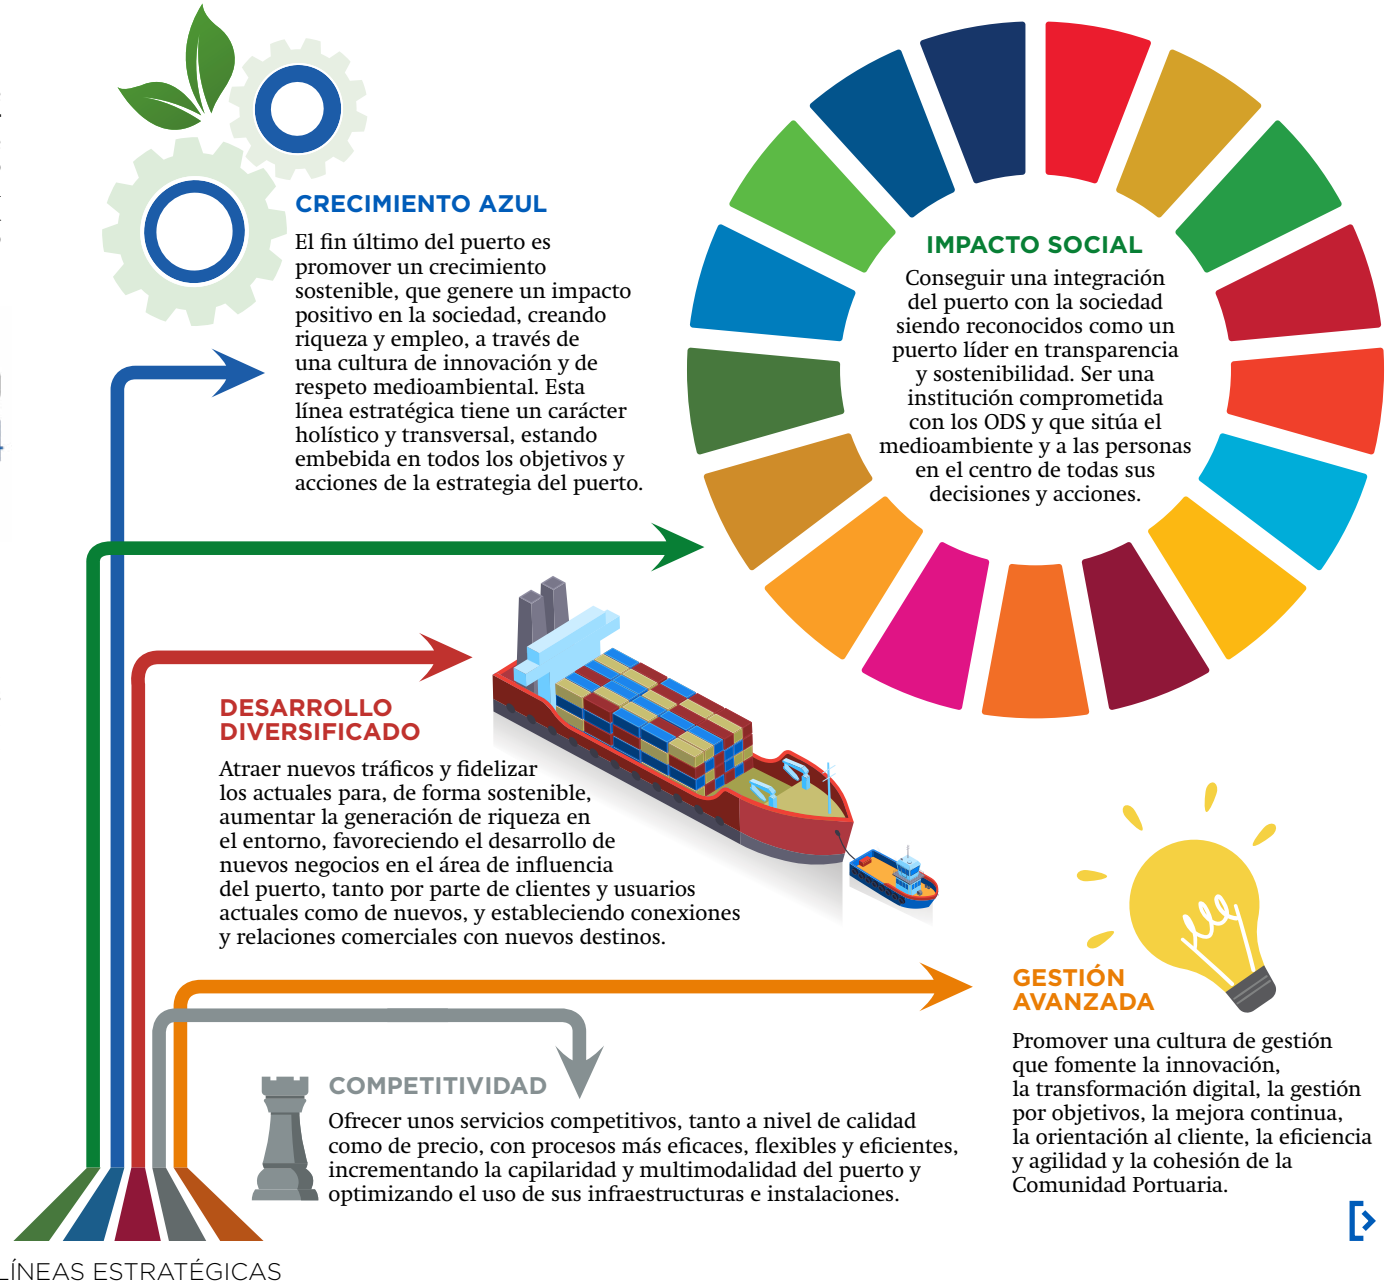 CRECIMIENTO AZUL
El fin último del puerto es
promover un crecimiento
sostenible, que genere un impacto
positivo en la sociedad, creando
riqueza y empleo, a través de
una cultura de innovación y de
respeto medioambiental. Esta
línea estratégica tiene un carácter
holístico y transversal, estando
embebida en todos los objetivos y
acciones de la estrategia del puerto.
IMPACTO SOCIAL
Conseguir una integración
del puerto con la sociedad
siendo reconocidos como un
puerto líder en transparencia
y sostenibilidad. Ser una
institución comprometida
con los ODS y que sitúa el
medioambiente y a las personas
en el centro de todas sus
decisiones y acciones.
DESARROLLO
DIVERSIFICADO
Atraer nuevos tráficos y fidelizar
los actuales para, de forma sostenible,
aumentar la generación de riqueza en
el entorno, favoreciendo el desarrollo de
nuevos negocios en el área de influencia
del puerto, tanto por parte de clientes y usuarios
actuales como de nuevos, y estableciendo conexiones
y relaciones comerciales con nuevos destinos.
GESTIÓN
AVANZADA
Promover una cultura de gestión
que fomente la innovación,
la transformación digital, la gestión
por objetivos, la mejora continua,
la orientación al cliente, la eficiencia
y agilidad y la cohesión de la
Comunidad Portuaria.
COMPETITIVIDAD
Ofrecer unos servicios competitivos, tanto a nivel de calidad
como de precio, con procesos más eficaces, flexibles y eficientes,
incrementando la capilaridad y multimodalidad del puerto y
optimizando el uso de sus infraestructuras e instalaciones.
LÍNEAS ESTRATÉGICAS